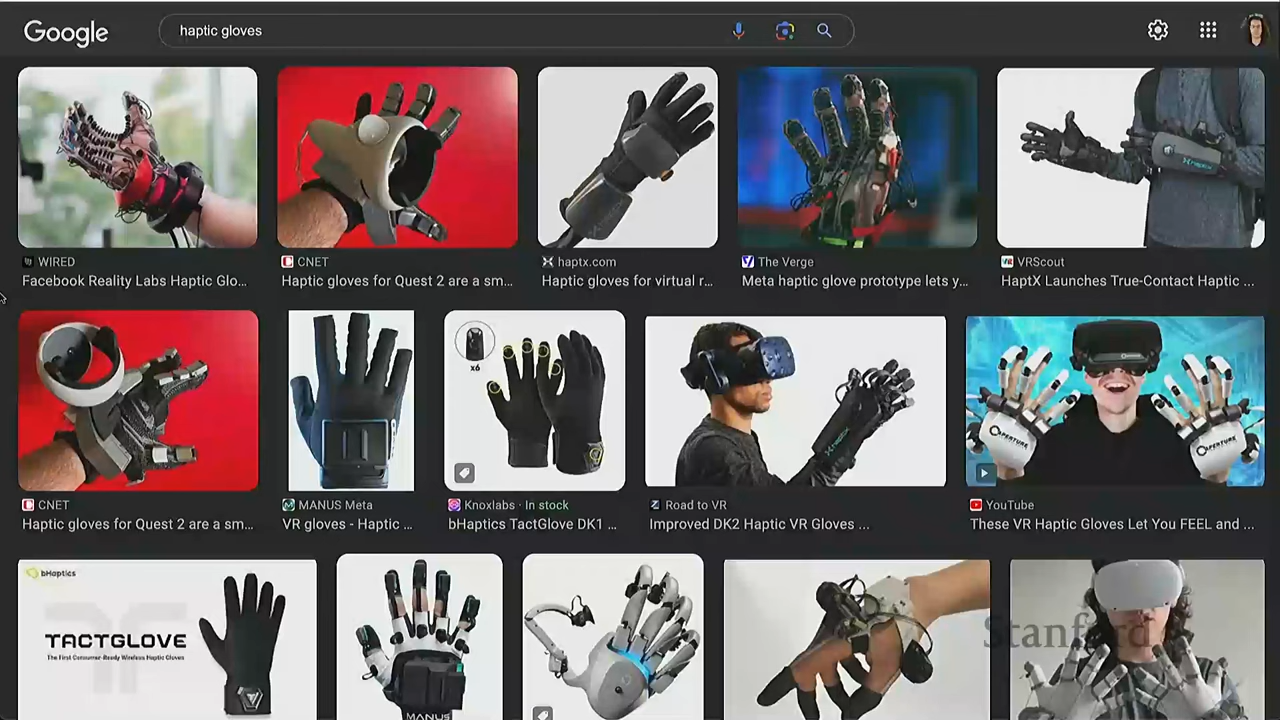 Google
haptic gloves
WIRED
Facebook Reality Labs Haptic Glo...
CNET
Haptic gloves for Quest 2 are a sm...
haptx.com
Haptic gloves for virtual r...
The Verge
Meta haptic glove prototype lets y...
VRScout
HaptX Launches True-Contact Haptic ...
x6
APERTURE
APERTURE
CNET
Haptic gloves for Quest 2 are a sm...
MANUS Meta
VR gloves - Haptic ...
Knoxlabs · In stock
bHaptics TactGlove DK1 ...
Road to VR
Improved DK2 Haptic VR Gloves ...
YouTube
These VR Haptic Gloves Let You FEEL and ...
bHaptics
TACTGLOVE
The First Consumer-Ready Wireless Haptic Gloves
MANUS
Stanford